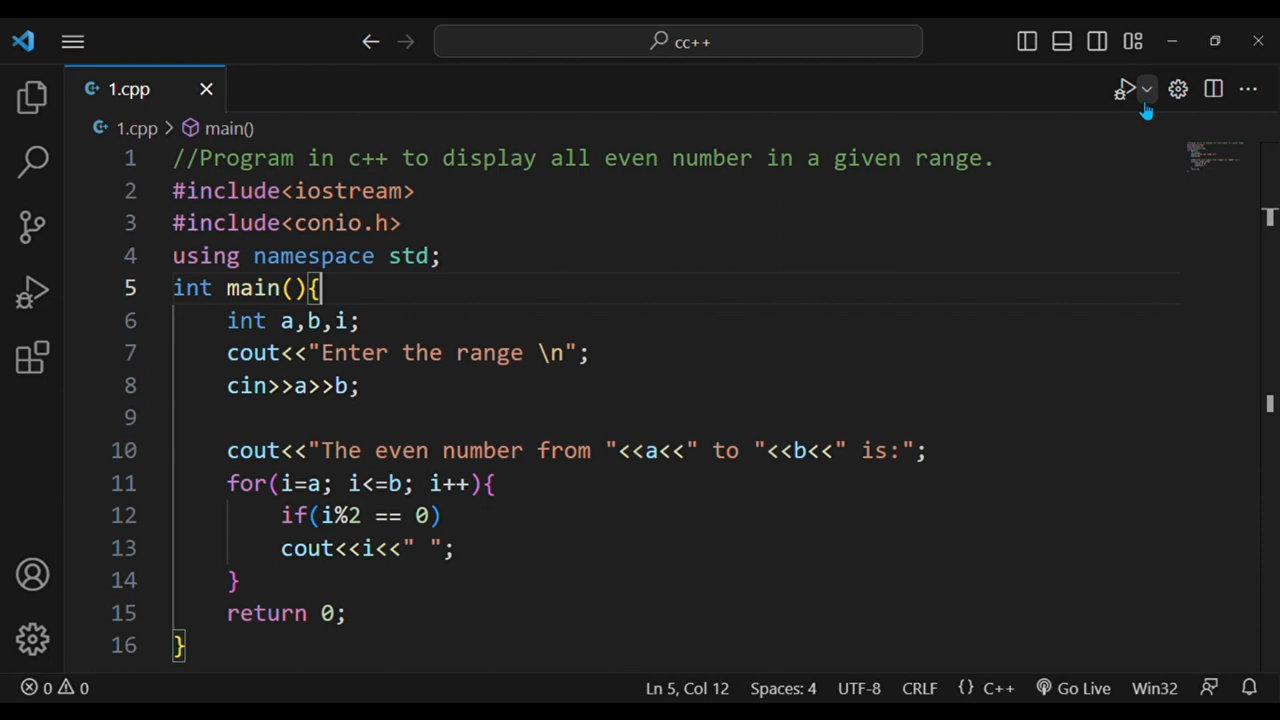 cc++
1.cpp
1.cpp > main()
1 //Program in c++ to display all even number in a given range.
2 #include<iostream>
3 #include<conio.h>
4 using namespace std;
5 int main(){
6 int a,b,i;
7 cout<<"Enter the range \n";
8 cin>>a>>b;
9
10 cout<<"The even number from "<<a<<" to "<<b<<" is:";
11 for(i=a; i<=b; i++){
12 if(i%2 == 0)
13 cout<<i<<" ";
14 }
15 return 0;
16 }
0 0 Ln 5, Col 12 Spaces: 4 UTF-8 CRLF {} C++ Go Live Win32